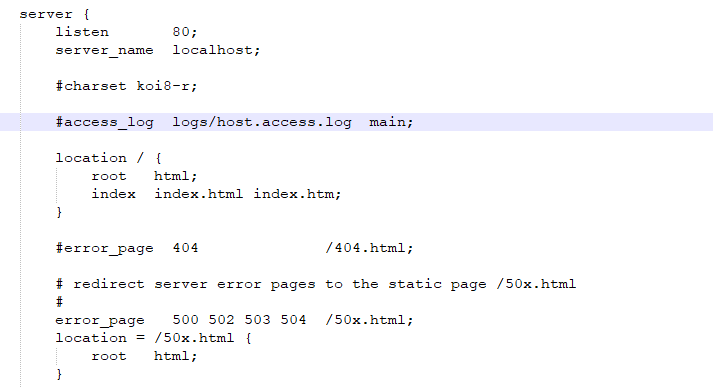 server {
listen 80;
server_name localhost;
#charset koi8-r;
#access_log logs/host.access.log main;
location / {
root html;
index index.html index.htm;
}
#error_page 404 /404.html;
# redirect server error pages to the static page /50x.html
#
error_page 500 502 503 504 /50x.html;
location = /50x.html {
root html;
}